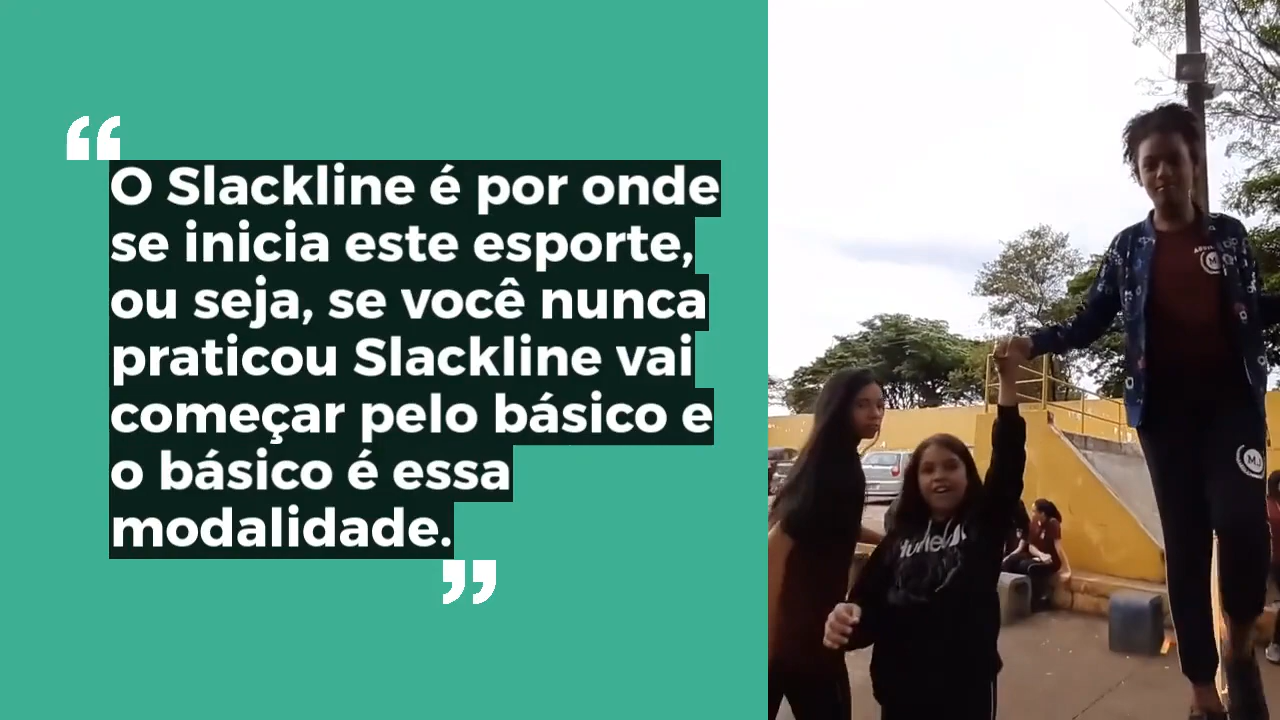 “
O Slackline é por onde
se inicia este esporte,
ou seja, se você nunca
praticou Slackline vai
começar pelo básico e
o básico é essa
modalidade.
”